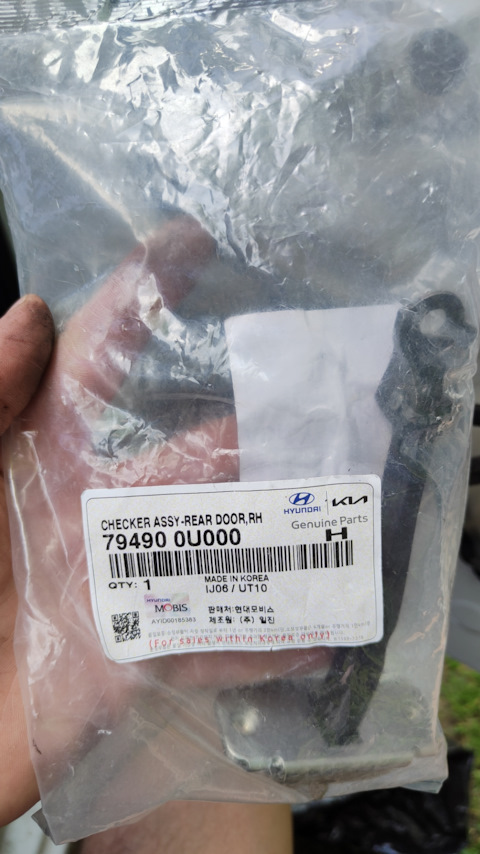 CHECKER ASSY-REAR DOOR,RH
HYUNDAI KIA
Genuine Parts
79490 0U000
H
MADE IN KOREA
QTY: 1
IJ06 / UT10
HYUNDAI
MOBIS
판매처:현대모비스
AYID00185383
제조원: (주) 일진
(For sales within Korea only)